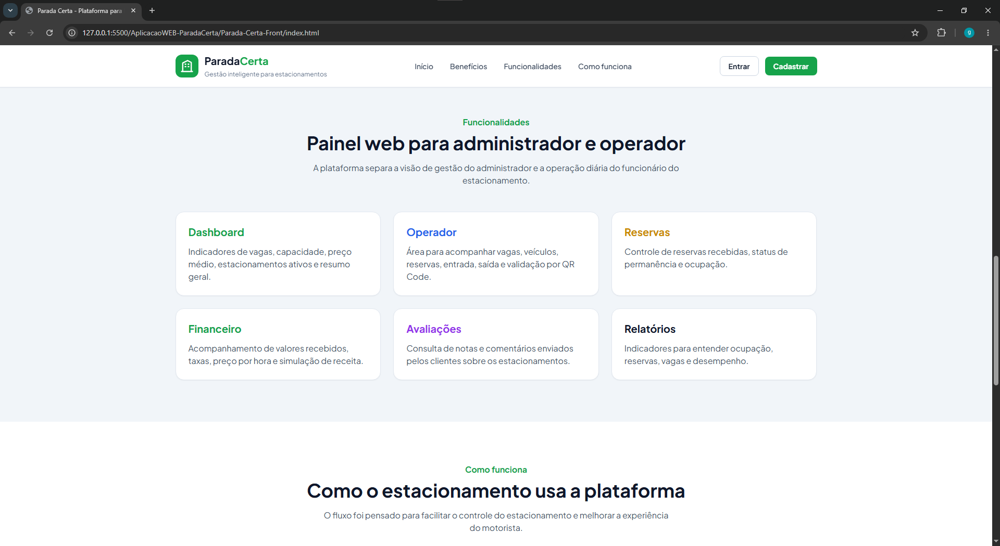 Parada Certa - Plataforma para
127.0.0.1:5500/AplicacaoWEB-ParadaCerta/Parada-Certa-Front/index.html
g
ParadaCerta
Gestão inteligente para estacionamentos
Início
Benefícios
Funcionalidades
Como funciona
Entrar
Cadastrar
Funcionalidades
Painel web para administrador e operador
A plataforma separa a visão de gestão do administrador e a operação diária do funcionário do
estacionamento.
Dashboard
Indicadores de vagas, capacidade, preço
médio, estacionamentos ativos e resumo
geral.
Operador
Área para acompanhar vagas, veículos,
reservas, entrada, saída e validação por QR
Code.
Reservas
Controle de reservas recebidas, status de
permanência e ocupação.
Financeiro
Acompanhamento de valores recebidos,
taxas, preço por hora e simulação de receita.
Avaliações
Consulta de notas e comentários enviados
pelos clientes sobre os estacionamentos.
Relatórios
Indicadores para entender ocupação,
reservas, vagas e desempenho.
Como funciona
Como o estacionamento usa a plataforma
O fluxo foi pensado para facilitar o controle do estacionamento e melhorar a experiência
do motorista.